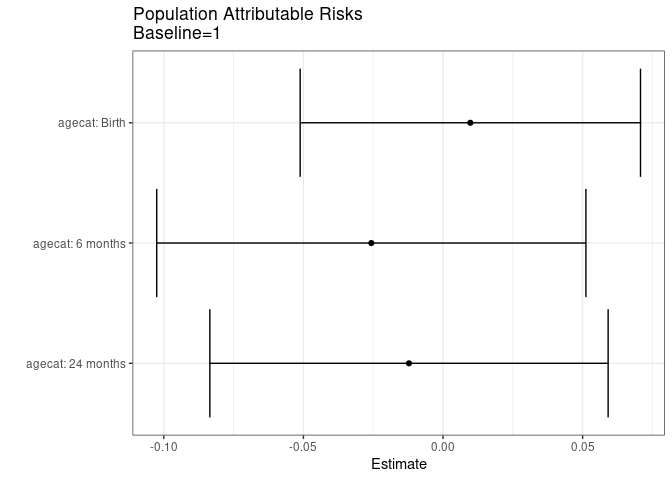 Population Attributable Risks
Baseline=1
agecat: Birth
agecat: 6 months
agecat: 24 months
-0.10
-0.05
0.00
0.05
Estimate